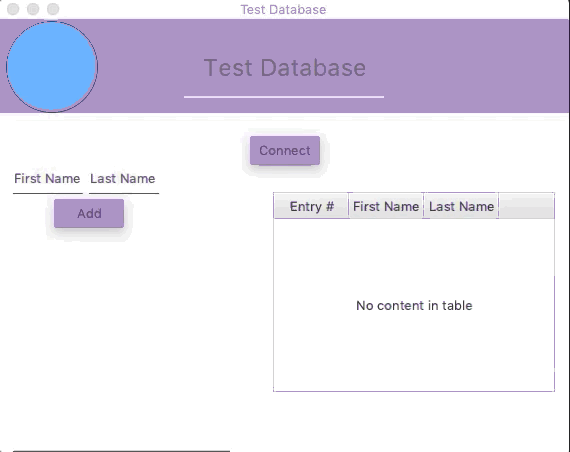 Test Database
Test Database
Connect
First Name Last Name
Add
Entry # First Name Last Name
No content in table